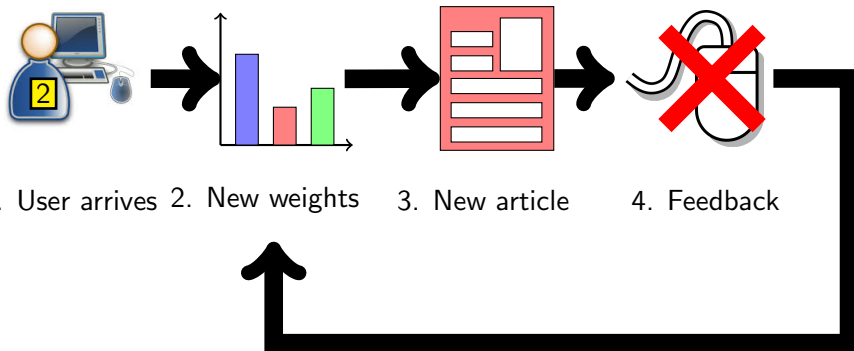 2
. User arrives
2. New weights
3. New article
4. Feedback